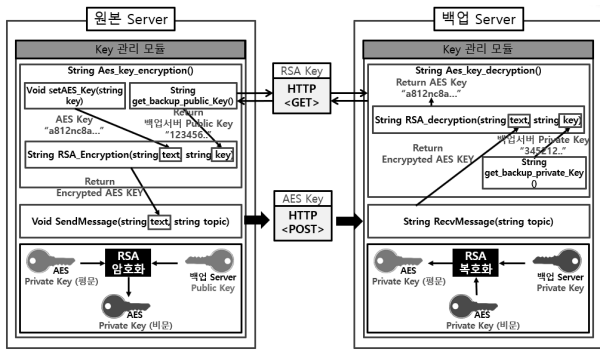 원본 Server
Key 관리 모듈
String Aes_key_encryption()
Void setAES_Key(string
key)
String
get_backup_public_Key()
AES Key
“a812nc8a…”
Return
백업서버 Public Key
“123456..”
String RSA_Encryption(string text, string key)
Return
Encrypted AES KEY
Void SendMessage(string text, string topic)
AES
Private Key (평문)
RSA
암호화
백업 Server
Public Key
AES
Private Key (비문)
RSA Key
HTTP
<GET>
AES Key
HTTP
<POST>
백업 Server
Key 관리 모듈
String Aes_key_decryption()
Return AES Key
“a812nc8a…”
String RSA_decryption(string text, string key)
백업서버 Private Key
“345212..”
Return
Encrypyted AES KEY
String
get_backup_private_Key
()
String RecvMessage(string topic)
AES
Private Key (평문)
RSA
복호화
백업 Server
Private Key
AES
Private Key (비문)